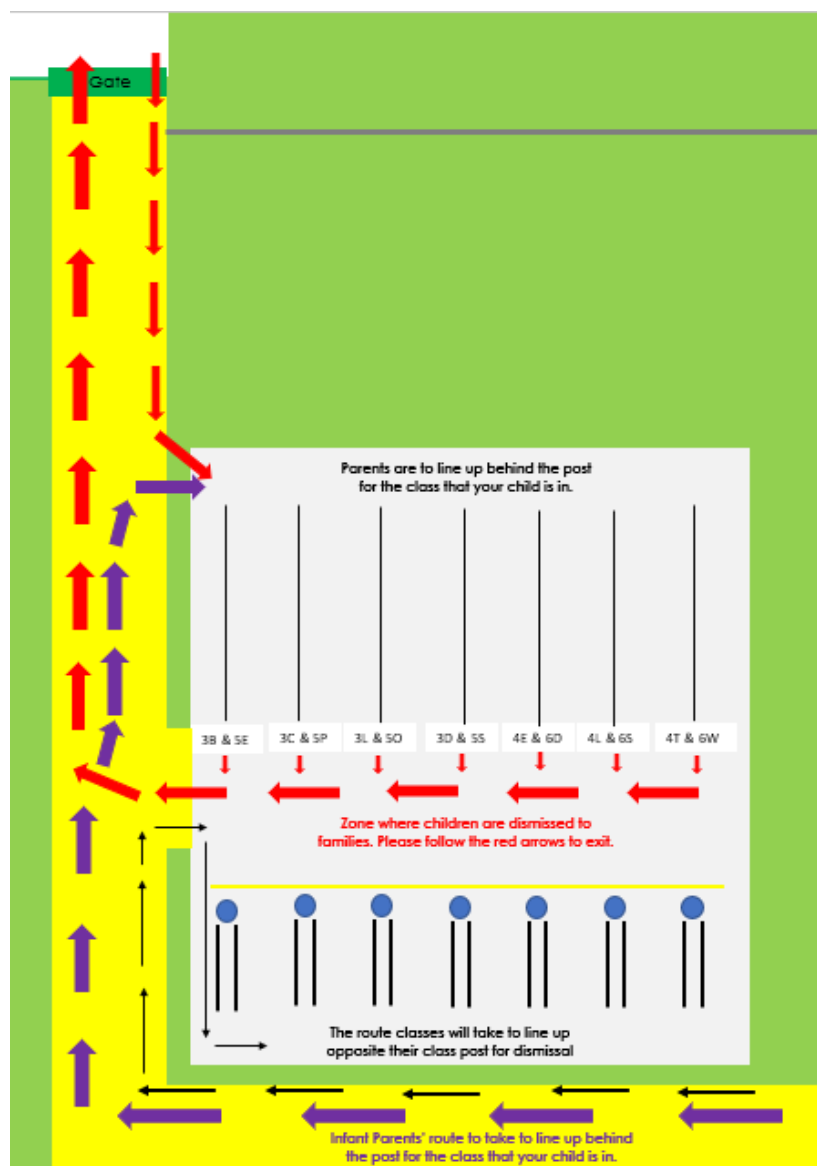 Gate
Parents are to line up behind the post
for the class that your child is in.
3B & 5E
3C & 5P
3L & 5O
3D & 5S
4E & 6D
4L & 6S
4T & 6W
Zone where children are dismissed to
families. Please follow the red arrows to exit.
The route classes will take to line up
opposite their class post for dismissal
Infant Parents' route to take to line up behind
the post for the class that your child is in.